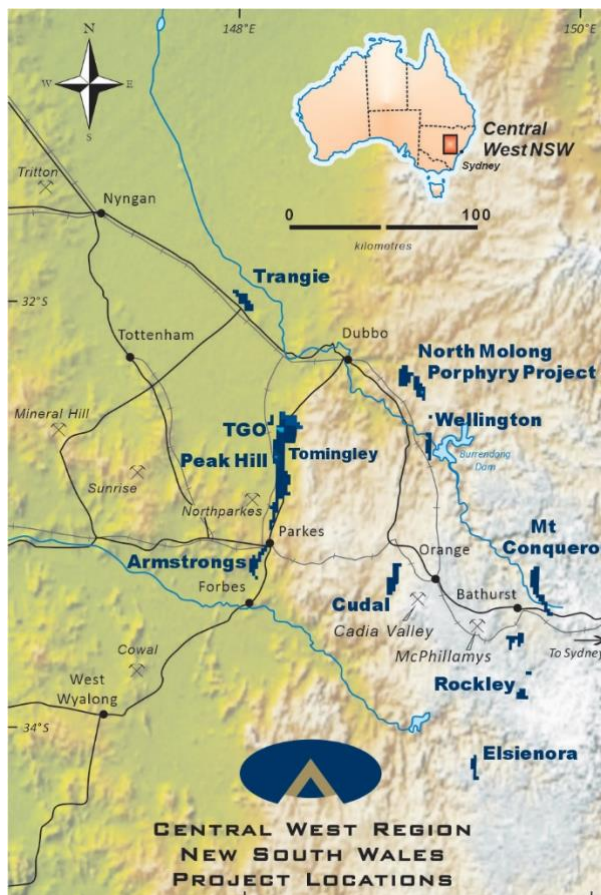 148°E
150°E
N
W
E
S
Central
West NSW
Sydney
0
100
kilometres
Tritton
Nyngan
Trangie
32°S
Tottenham
Dubbo
North Molong
Porphyry Project
Mineral Hill
TGO
Wellington
Peak Hill
Tomingley
Burrendong
Dam
Sunrise
Northparkes
Parkes
Mt
Conqueror
Armstrongs
Orange
Forbes
Cudal
Bathurst
Cadia Valley
McPhillamys
To Sydney
Cowal
West
Wyalong
Rockley
34°S
Elsienora
CENTRAL WEST REGION
NEW SOUTH WALES
PROJECT LOCATIONS